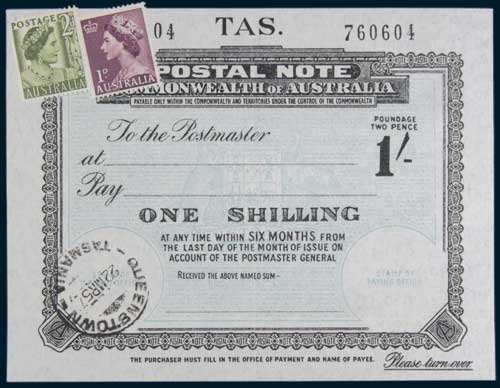 04 TAS. 760604
POSTAGE 2D AUSTRALIA
1D AUSTRALIA
POSTAL NOTE
COMMONWEALTH OF AUSTRALIA
PAYABLE ONLY WITHIN THE COMMONWEALTH AND TERRITORIES UNDER THE CONTROL OF THE COMMONWEALTH
To the Postmaster
POUNDAGE
TWO PENCE
at
1/-
Pay
ONE SHILLING
AT ANY TIME WITHIN SIX MONTHS FROM
THE LAST DAY OF THE MONTH OF ISSUE ON
ACCOUNT OF THE POSTMASTER GENERAL
RECEIVED THE ABOVE NAMED SUM-
STAMP OF
PAYING OFFICE
QUEENSTOWN
TASMANIA
THE PURCHASER MUST FILL IN THE OFFICE OF PAYMENT AND NAME OF PAYEE.
Please turn over.